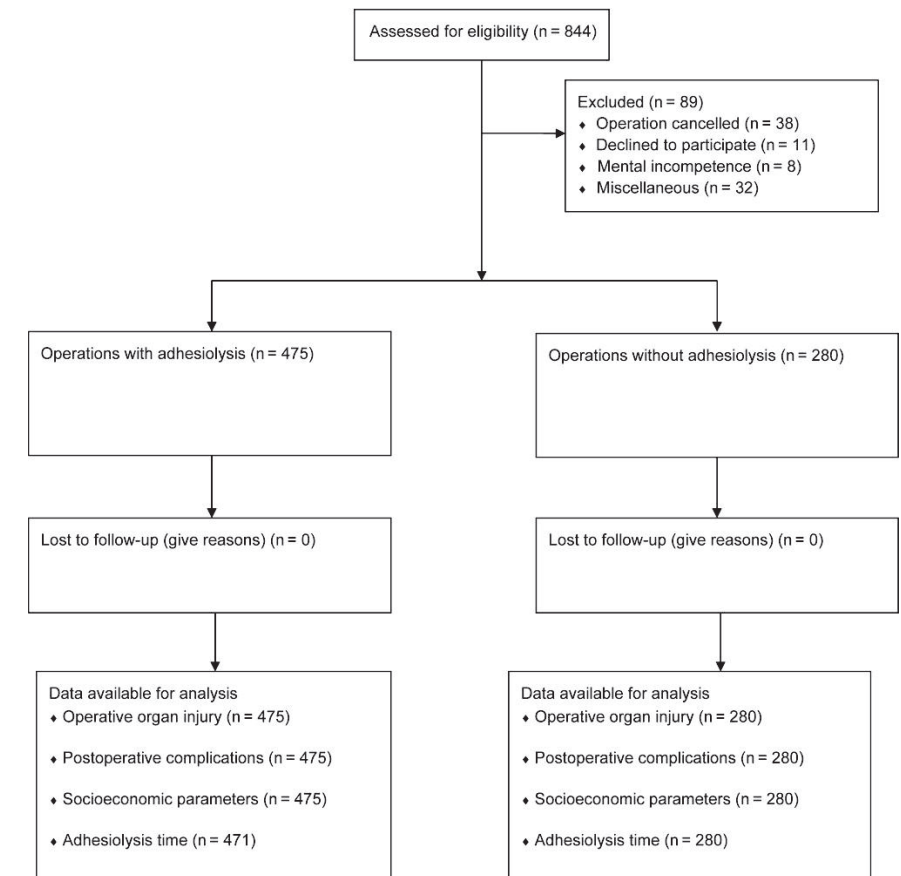 Assessed for eligibility (n = 844)
Excluded (n = 89)
♦ Operation cancelled (n = 38)
♦ Declined to participate (n = 11)
♦ Mental incompetence (n = 8)
♦ Miscellaneous (n = 32)
Operations with adhesiolysis (n = 475)
Operations without adhesiolysis (n = 280)
Lost to follow-up (give reasons) (n = 0)
Lost to follow-up (give reasons) (n = 0)
Data available for analysis
♦ Operative organ injury (n = 475)
♦ Postoperative complications (n = 475)
♦ Socioeconomic parameters (n = 475)
♦ Adhesiolysis time (n = 471)
Data available for analysis
♦ Operative organ injury (n = 280)
♦ Postoperative complications (n = 280)
♦ Socioeconomic parameters (n = 280)
♦ Adhesiolysis time (n = 280)